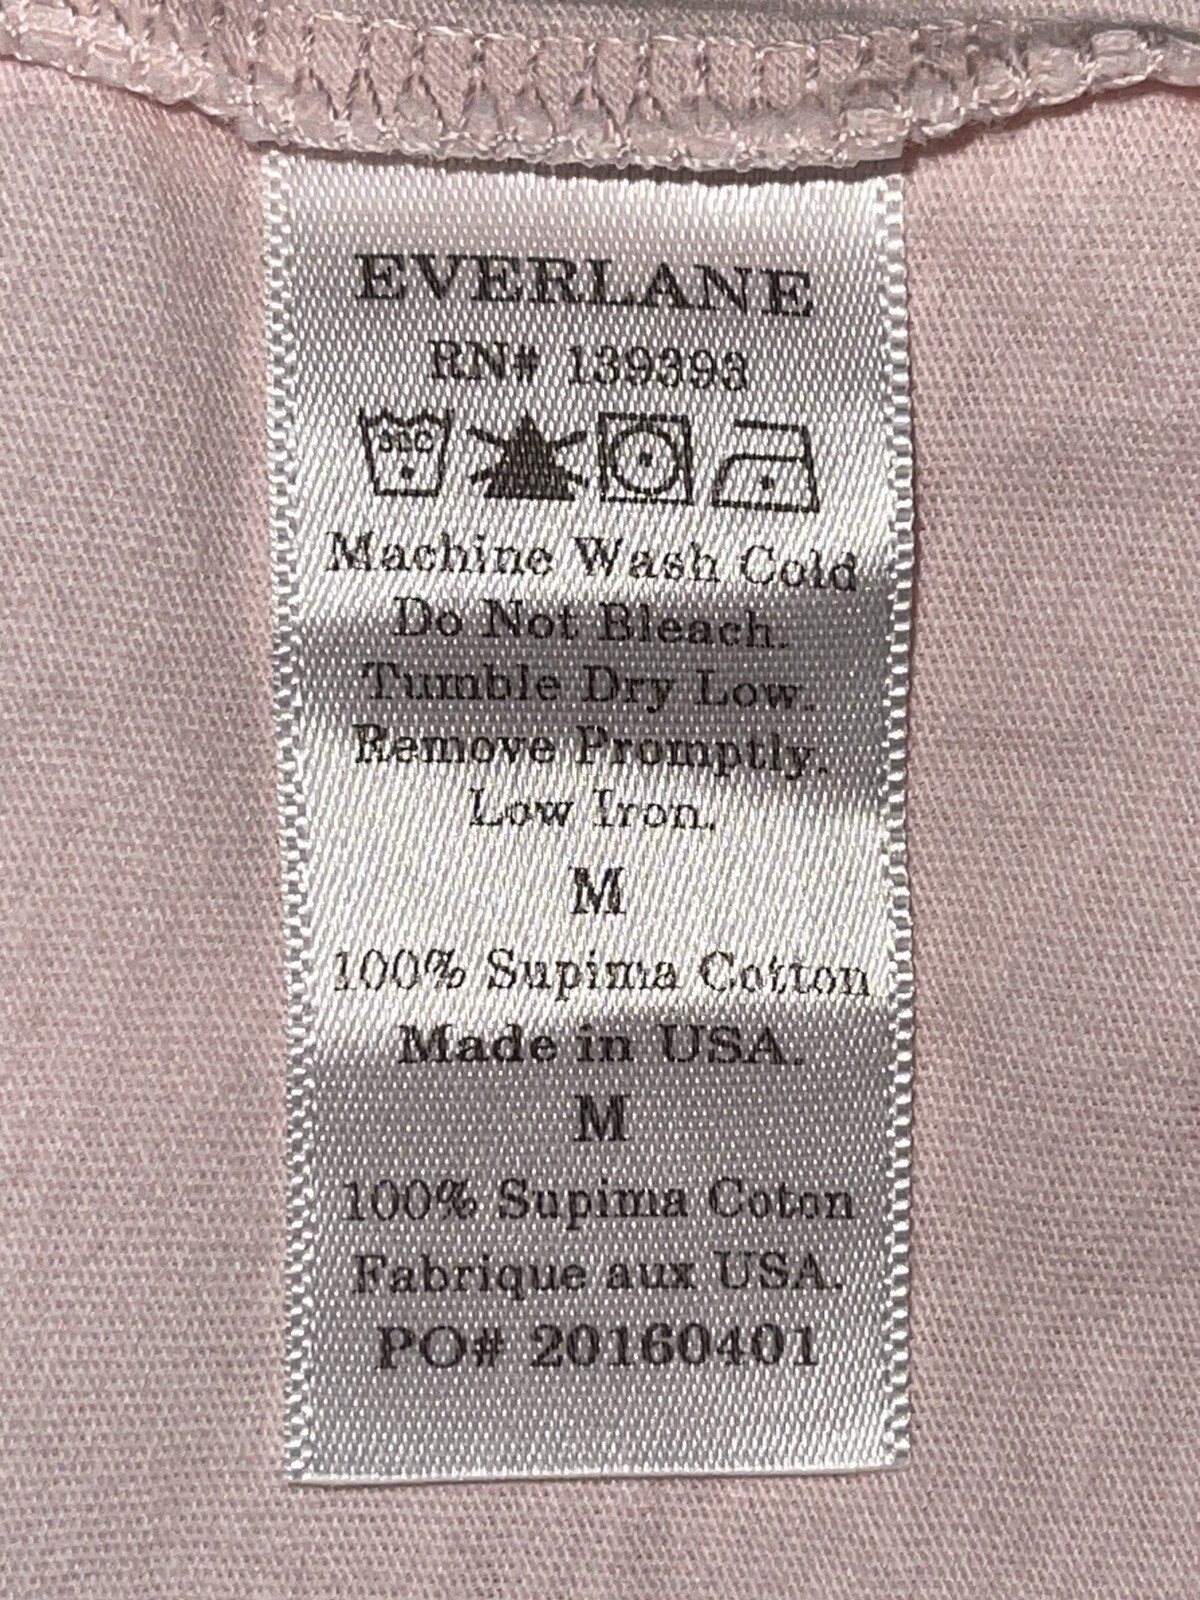 EVERLANE
RN# 139393
30C
Machine Wash Cold
Do Not Bleach.
Tumble Dry Low.
Remove Promptly.
Low Iron.
M
100% Supima Cotton
Made in USA.
M
100% Supima Coton
Fabrique aux USA.
PO# 20160401